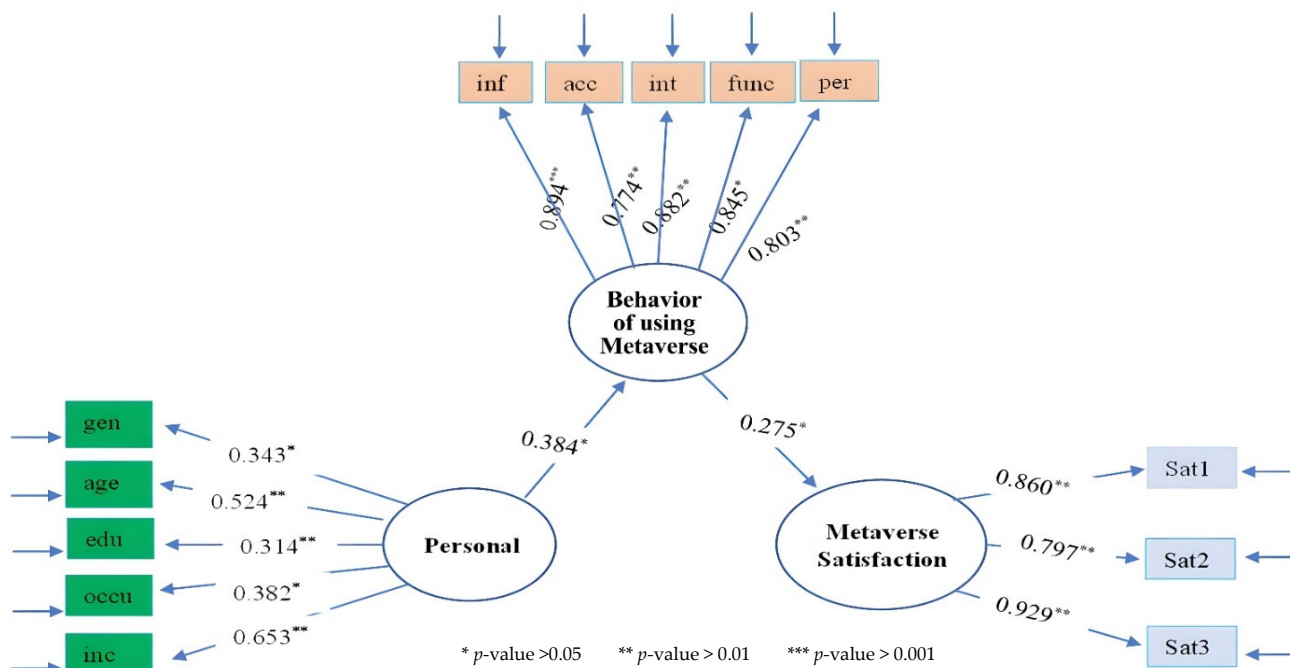 inf acc int func per
0.894*** 0.774** 0.882** 0.845* 0.803**
Behavior
of using
Metaverse
0.384*
0.275*
gen
0.343*
age
0.524**
edu
0.314**
occu
0.382*
inc
0.653**
Personal
Metaverse
Satisfaction
0.860**
Sat1
0.797**
Sat2
0.929**
Sat3
* p-value >0.05 ** p-value > 0.01 *** p-value > 0.001